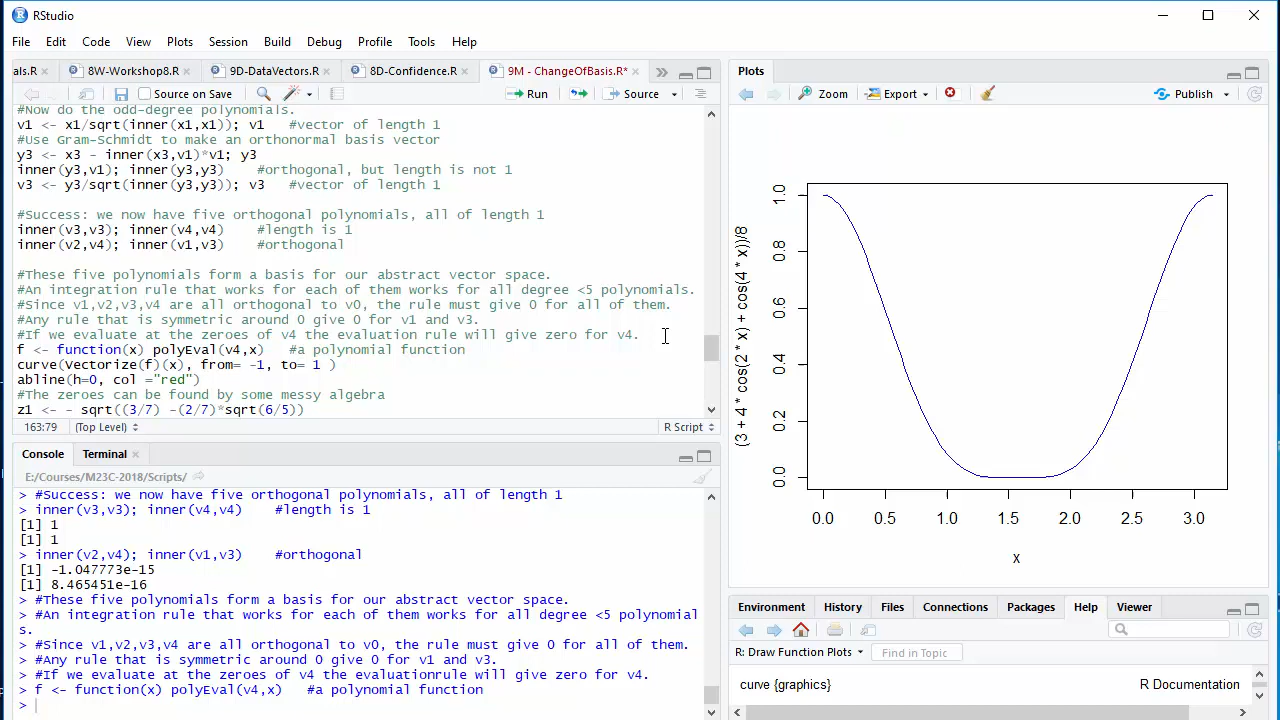 RStudio
File Edit Code View Plots Session Build Debug Profile Tools Help
als.R 8W-Workshop8.R 9D-DataVectors.R 8D-Confidence.R 9M - ChangeOfBasis.R*
Source on Save Run Source
#Now do the odd-degree polynomials.
v1 <- x1/sqrt(inner(x1,x1)); v1 #vector of length 1
#Use Gram-Schmidt to make an orthonormal basis vector
y3 <- x3 - inner(x3,v1)*v1; y3
inner(y3,v1); inner(y3,y3) #orthogonal, but length is not 1
v3 <- y3/sqrt(inner(y3,y3)); v3 #vector of length 1
#Success: we now have five orthogonal polynomials, all of length 1
inner(v3,v3); inner(v4,v4) #length is 1
inner(v2,v4); inner(v1,v3) #orthogonal
#These five polynomials form a basis for our abstract vector space.
#An integration rule that works for each of them works for all degree <5 polynomials.
#Since v1,v2,v3,v4 are all orthogonal to v0, the rule must give 0 for all of them.
#Any rule that is symmetric around 0 give 0 for v1 and v3.
#If we evaluate at the zeroes of v4 the evaluation rule will give zero for v4.
f <- function(x) polyEval(v4,x) #a polynomial function
curve(Vectorize(f)(x), from= -1, to= 1 )
abline(h=0, col ="red")
#The zeroes can be found by some messy algebra
z1 <- - sqrt((3/7) -(2/7)*sqrt(6/5))
163:79 (Top Level) R Script
Console Terminal
E:/Courses/M23C-2018/Scripts/
> #Success: we now have five orthogonal polynomials, all of length 1
> inner(v3,v3); inner(v4,v4) #length is 1
[1] 1
[1] 1
> inner(v2,v4); inner(v1,v3) #orthogonal
[1] -1.047773e-15
[1] 8.465451e-16
> #These five polynomials form a basis for our abstract vector space.
> #An integration rule that works for each of them works for all degree <5 polynomial
s.
> #Since v1,v2,v3,v4 are all orthogonal to v0, the rule must give 0 for all of them.
> #Any rule that is symmetric around 0 give 0 for v1 and v3.
> #If we evaluate at the zeroes of v4 the evaluationrule will give zero for v4.
> f <- function(x) polyEval(v4,x) #a polynomial function
>
Plots
Zoom Export Publish
(3 + 4 * cos(2 * x) + cos(4 * x))/8
1.0
0.8
0.6
0.4
0.2
0.0
0.0 0.5 1.0 1.5 2.0 2.5 3.0
x
Environment History Files Connections Packages Help Viewer
R: Draw Function Plots Find in Topic
curve {graphics} R Documentation